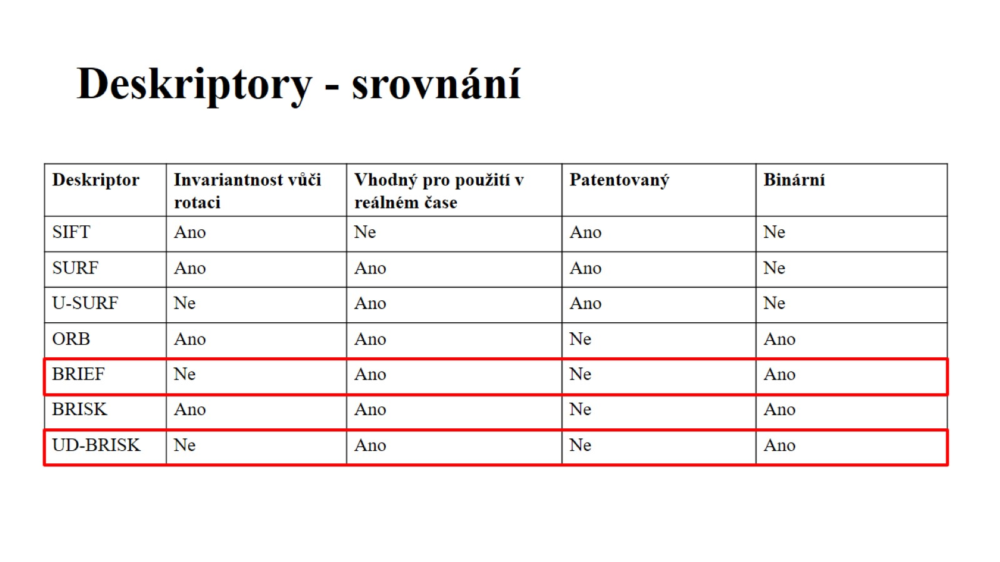 Deskriptory - srovnání
Deskriptor Invariantnost vůči rotaci Vhodný pro použití v reálném čase Patentovaný Binární
SIFT Ano Ne Ano Ne
SURF Ano Ano Ano Ne
U-SURF Ne Ano Ano Ne
ORB Ano Ano Ne Ano
BRIEF Ne Ano Ne Ano
BRISK Ano Ano Ne Ano
UD-BRISK Ne Ano Ne Ano